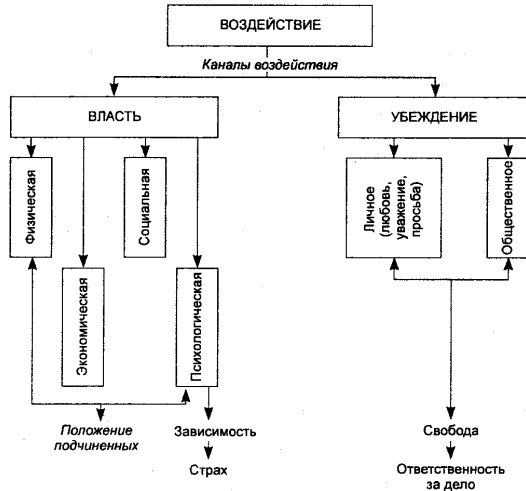 ВОЗДЕЙСТВИЕ
Каналы воздействия
ВЛАСТЬ
УБЕЖДЕНИЕ
Физическая
Экономическая
Социальная
Психологическая
Личное
(любовь,
уважение,
просьба)
Общественное
Положение
подчиненных
Зависимость
Страх
Свобода
Ответственность
за дело